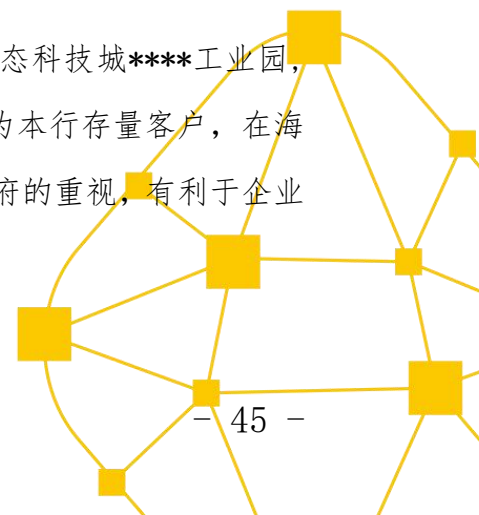 态科技城****工业园，
为本行存量客户，在海
府的重视，有利于企业
- 45 -